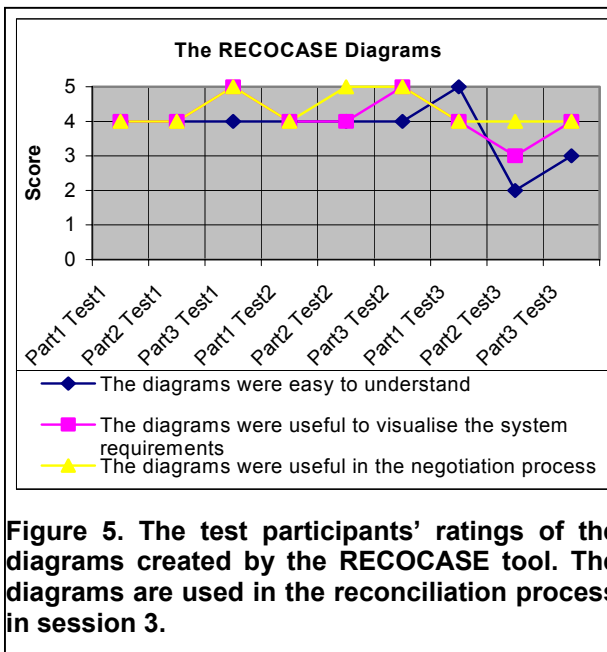 The RECOCASE Diagrams
5
4
3
2
1
0
Score
Part1 Test1
Part2 Test1
Part3 Test1
Part1 Test2
Part2 Test2
Part3 Test2
Part1 Test3
Part2 Test3
Part3 Test3
The diagrams were easy to understand
The diagrams were useful to visualise the system
requirements
The diagrams were useful in the negotiation process
Figure 5. The test participants' ratings of the
diagrams created by the RECOCASE tool. The
diagrams are used in the reconciliation process
in session 3.